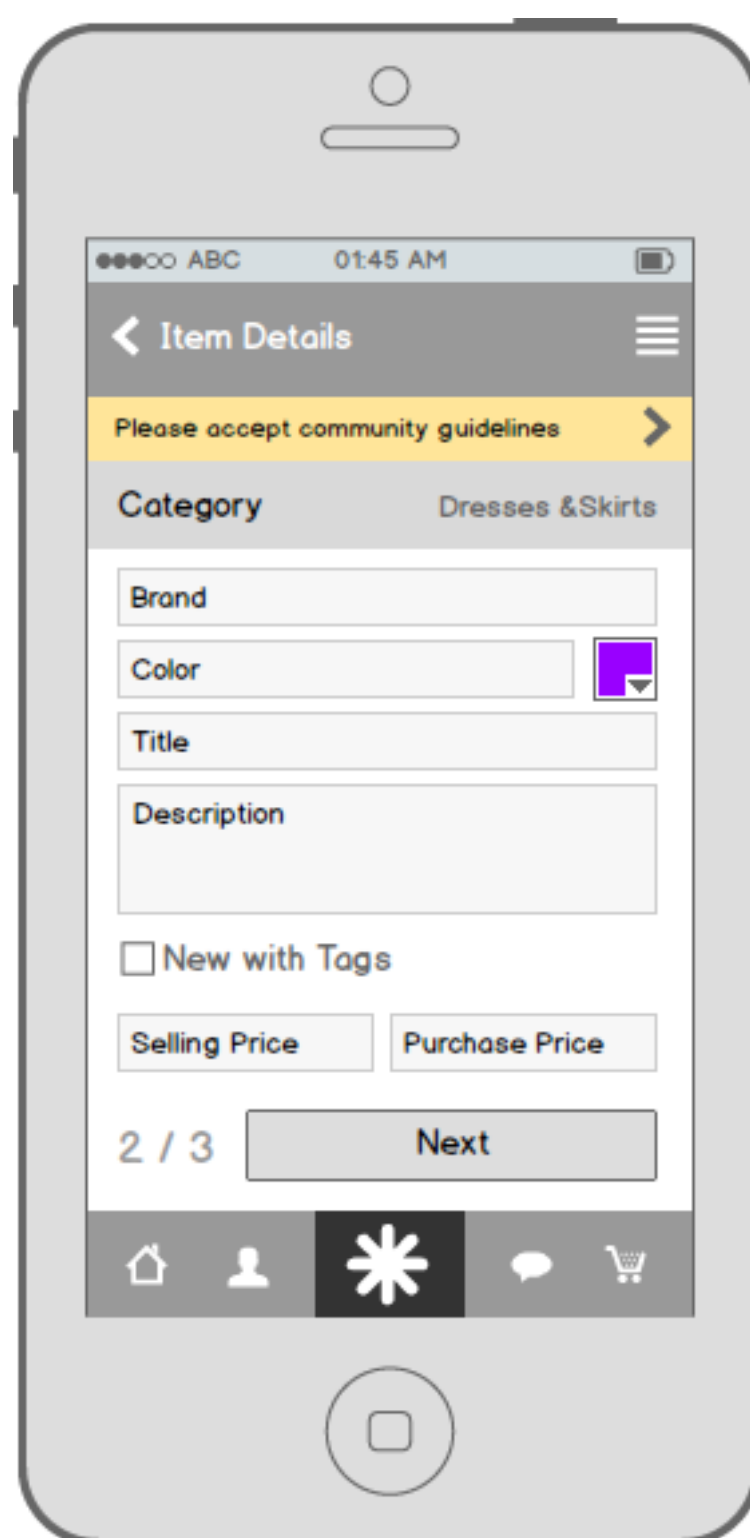 ABC 01:45 AM
Item Details
Please accept community guidelines
Category Dresses &Skirts
Brand
Color
Title
Description
New with Tags
Selling Price Purchase Price
2 / 3 Next